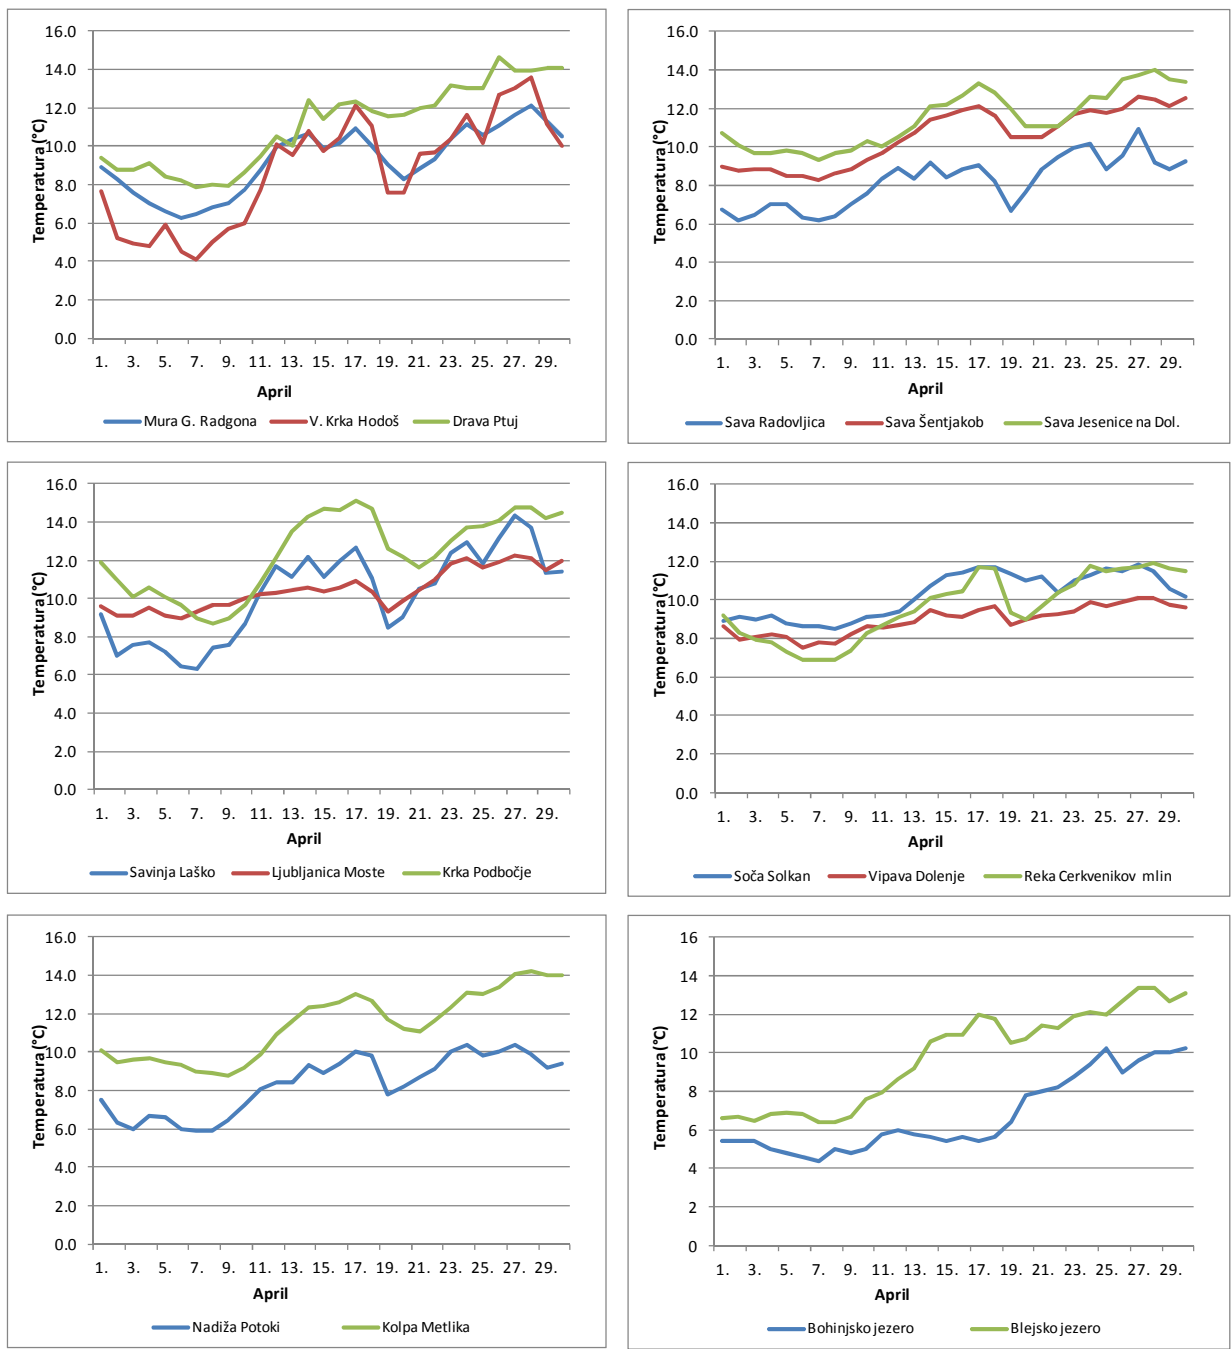 16.0
14.0
12.0
10.0
8.0
6.0
4.0
2.0
0.0
Temperatura (°C)
1. 3. 5. 7. 9. 11. 13. 15. 17. 19. 21. 23. 25. 27. 29.
April
Mura G. Radgona V. Krka Hodoš Drava Ptuj
16.0
14.0
12.0
10.0
8.0
6.0
4.0
2.0
0.0
Temperatura (°C)
1. 3. 5. 7. 9. 11. 13. 15. 17. 19. 21. 23. 25. 27. 29.
April
Sava Radovljica Sava Šentjakob Sava Jesenice na Dol.
16.0
14.0
12.0
10.0
8.0
6.0
4.0
2.0
0.0
Temperatura (°C)
1. 3. 5. 7. 9. 11. 13. 15. 17. 19. 21. 23. 25. 27. 29.
April
Savinja Laško Ljubljanica Moste Krka Podbočje
16.0
14.0
12.0
10.0
8.0
6.0
4.0
2.0
0.0
Temperatura (°C)
1. 3. 5. 7. 9. 11. 13. 15. 17. 19. 21. 23. 25. 27. 29.
April
Soča Solkan Vipava Dolenje Reka Cerkvenikov mlin
16.0
14.0
12.0
10.0
8.0
6.0
4.0
2.0
0.0
Temperatura (°C)
1. 3. 5. 7. 9. 11. 13. 15. 17. 19. 21. 23. 25. 27. 29.
April
Nadiža Potoki Kolpa Metlika
16
14
12
10
8
6
4
2
0
Temperatura (°C)
1. 3. 5. 7. 9. 11. 13. 15. 17. 19. 21. 23. 25. 27. 29.
April
Bohinjsko jezero Blejsko jezero